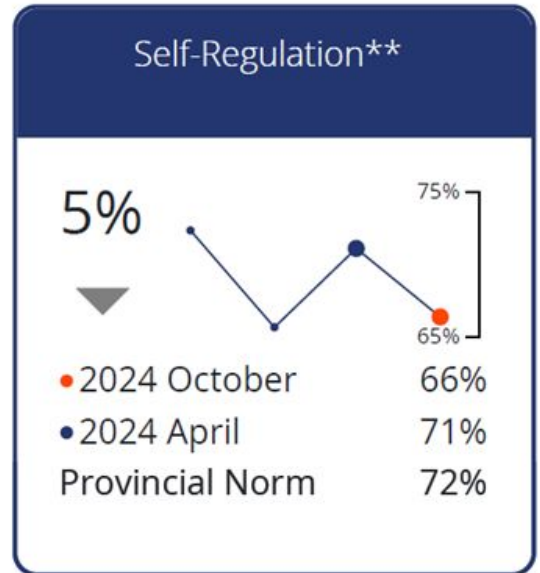 Self-Regulation**
5%
75%
65%
•2024 October 66%
•2024 April 71%
Provincial Norm 72%